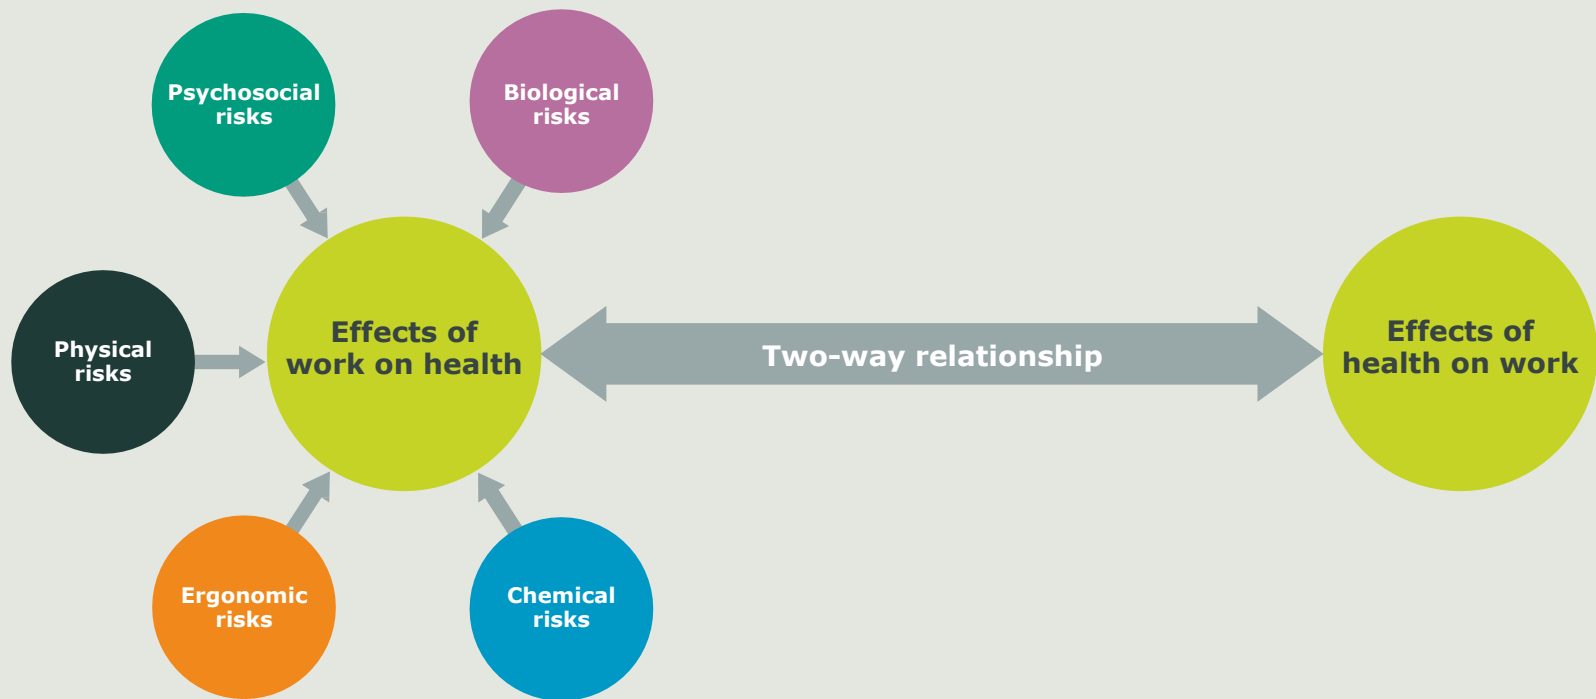 Psychosocial
risks
Biological
risks
Physical
risks
Effects of
work on health
Two-way relationship
Effects of
health on work
Ergonomic
risks
Chemical
risks